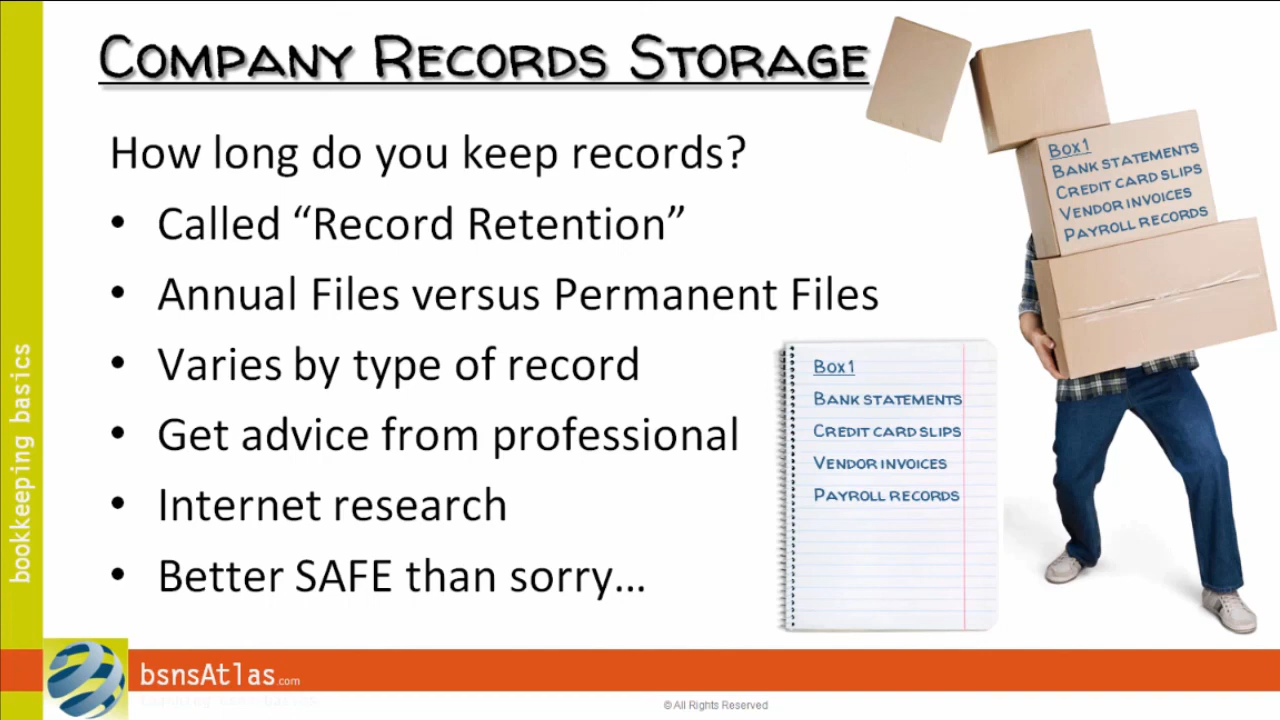 COMPANY RECORDS STORAGE
How long do you keep records?
• Called “Record Retention”
• Annual Files versus Permanent Files
• Varies by type of record
• Get advice from professional
• Internet research
• Better SAFE than sorry...
Box1
BANK STATEMENTS
CREDIT CARD SLIPS
VENDOR INVOICES
PAYROLL RECORDS
Box1
BANK STATEMENTS
CREDIT CARD SLIPS
VENDOR INVOICES
PAYROLL RECORDS
bookkeeping basics
bsnsAtlas.com
© All Rights Reserved